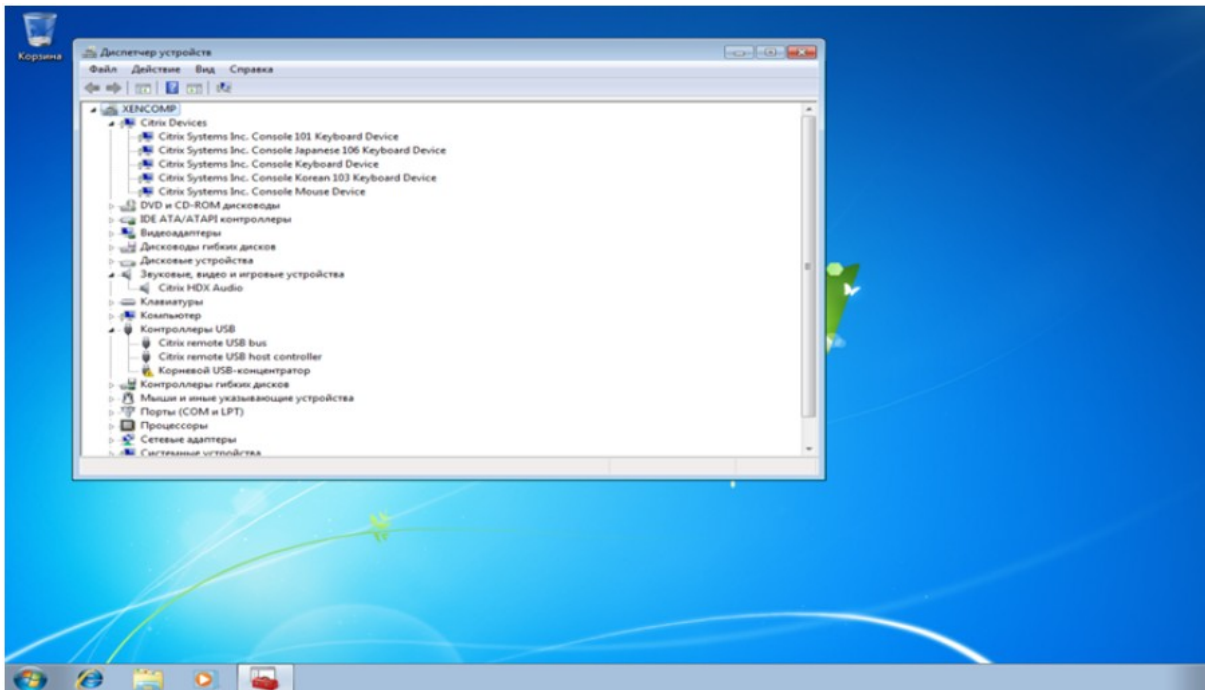 Корзина
Диспетчер устройств
Файл Действие Вид Справка
XENCOMP
Citrix Devices
Citrix Systems Inc. Console 101 Keyboard Device
Citrix Systems Inc. Console Japanese 106 Keyboard Device
Citrix Systems Inc. Console Keyboard Device
Citrix Systems Inc. Console Korean 103 Keyboard Device
Citrix Systems Inc. Console Mouse Device
DVD и CD-ROM дисководы
IDE ATA/ATAPI контроллеры
Видеоадаптеры
Дисководы гибких дисков
Дисковые устройства
Звуковые, видео и игровые устройства
Citrix HDX Audio
Клавиатуры
Компьютер
Контроллеры USB
Citrix remote USB bus
Citrix remote USB host controller
Корневой USB-концентратор
Контроллеры гибких дисков
Мыши и иные указывающие устройства
Порты (COM и LPT)
Процессоры
Сетевые адаптеры
Системные устройства